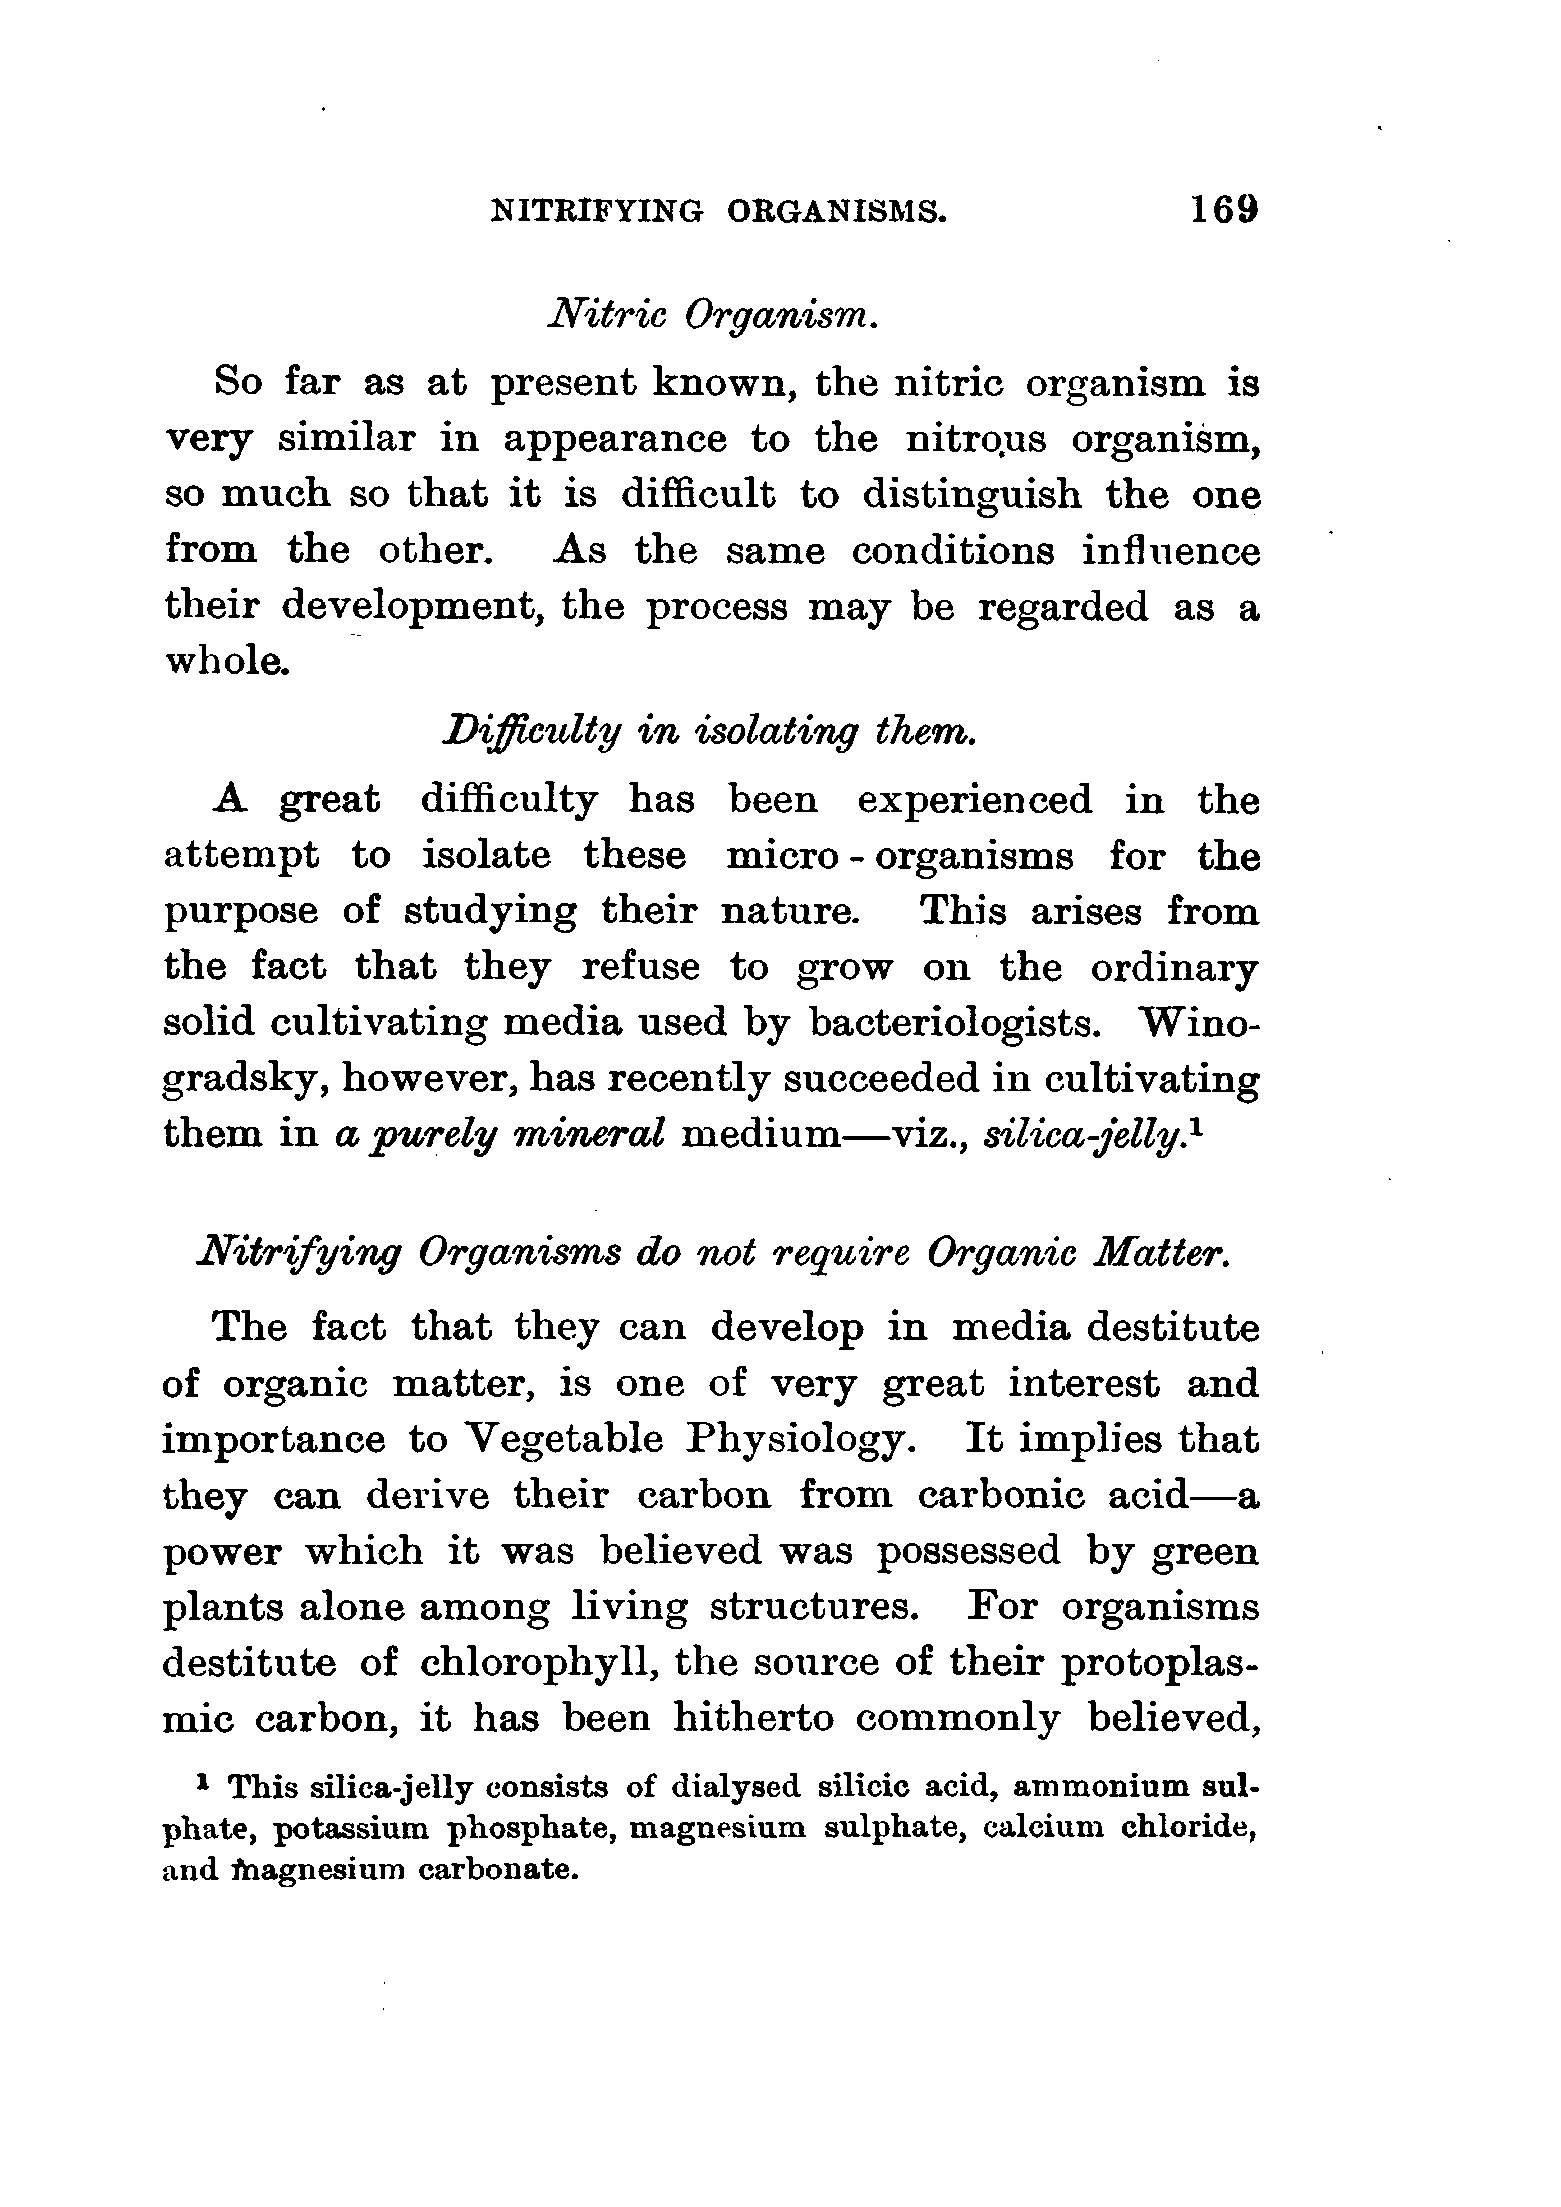 NITRIFYING ORGANISMS. 169
Nitric Organism.
So far as at present known, the nitric organism is
very similar in appearance to the nitrous organism,
so much so that it is difficult to distinguish the one
from the other. As the same conditions influence
their development, the process may be regarded as a
whole.
Difficulty in isolating them.
A great difficulty has been experienced in the
attempt to isolate these micro-organisms for the
purpose of studying their nature. This arises from
the fact that they refuse to grow on the ordinary
solid cultivating media used by bacteriologists. Wino-
gradsky, however, has recently succeeded in cultivating
them in a purely mineral medium—viz., silica-jelly.¹
Nitrifying Organisms do not require Organic Matter.
The fact that they can develop in media destitute
of organic matter, is one of very great interest and
importance to Vegetable Physiology. It implies that
they can derive their carbon from carbonic acid—a
power which it was believed was possessed by green
plants alone among living structures. For organisms
destitute of chlorophyll, the source of their protoplas-
mic carbon, it has been hitherto commonly believed,
¹ This silica-jelly consists of dialysed silicic acid, ammonium sul-
phate, potassium phosphate, magnesium sulphate, calcium chloride,
and magnesium carbonate.